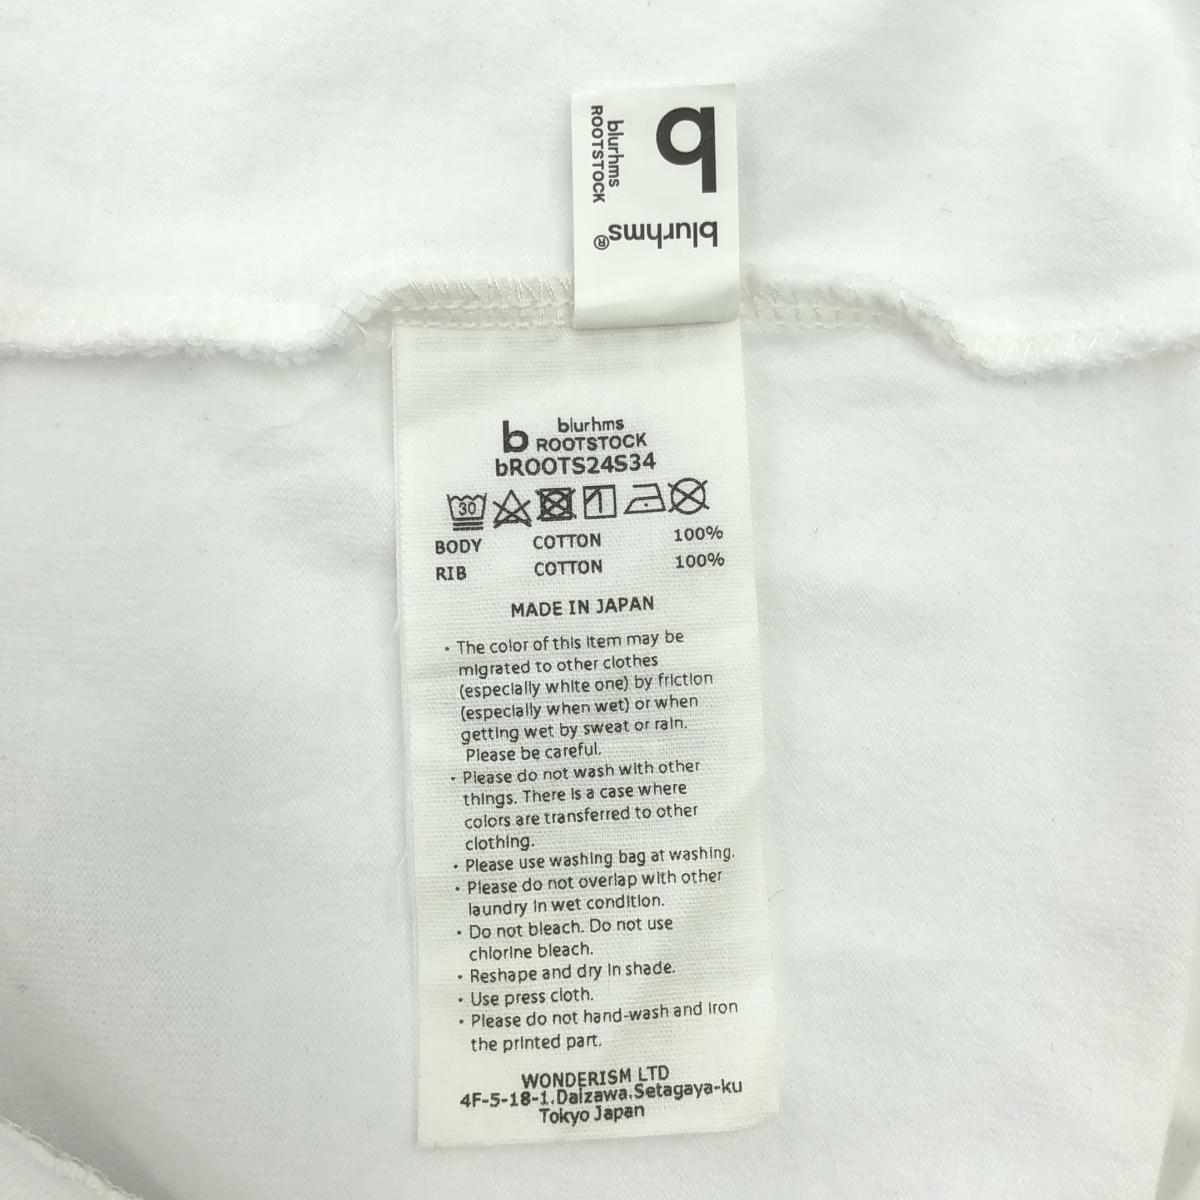 b
blurhms
ROOTSTOCK
blurhms®
b blurhms
ROOTSTOCK
bROOTS24S34
30
BODY COTTON 100%
RIB COTTON 100%
MADE IN JAPAN
・The color of this item may be
migrated to other clothes
(especially white one) by friction
(especially when wet) or when
getting wet by sweat or rain.
Please be careful.
・Please do not wash with other
things. There is a case where
colors are transferred to other
clothing.
・Please use washing bag at washing.
・Please do not overlap with other
laundry in wet condition.
・Do not bleach. Do not use
chlorine bleach.
・Reshape and dry in shade.
・Use press cloth.
・Please do not hand-wash and iron
the printed part.
WONDERISM LTD
4F-5-18-1.Daizawa.Setagaya-ku
Tokyo Japan